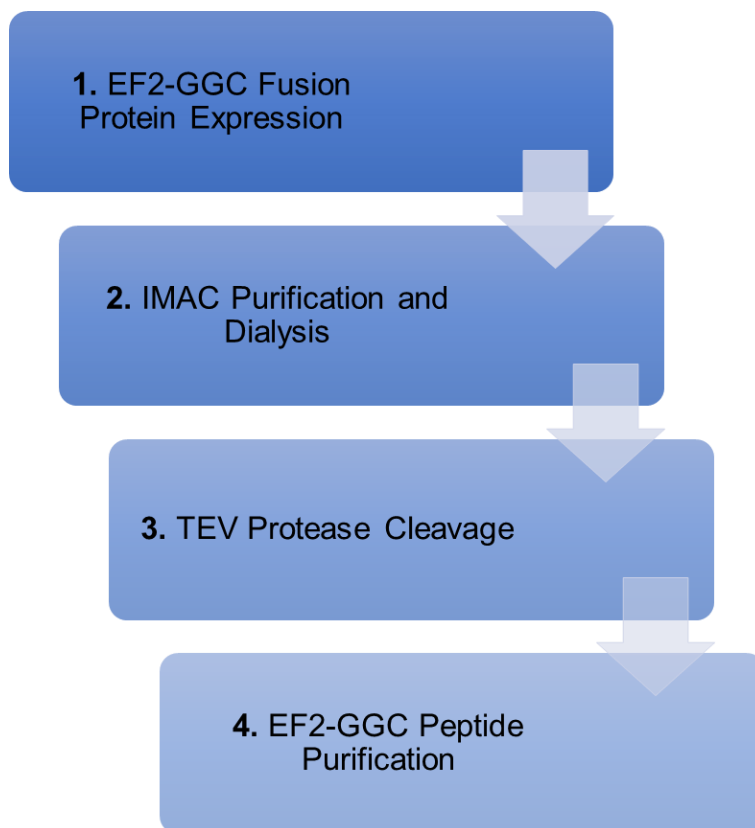 1. EF2-GGC Fusion
Protein Expression
2. IMAC Purification and
Dialysis
3. TEV Protease Cleavage
4. EF2-GGC Peptide
Purification